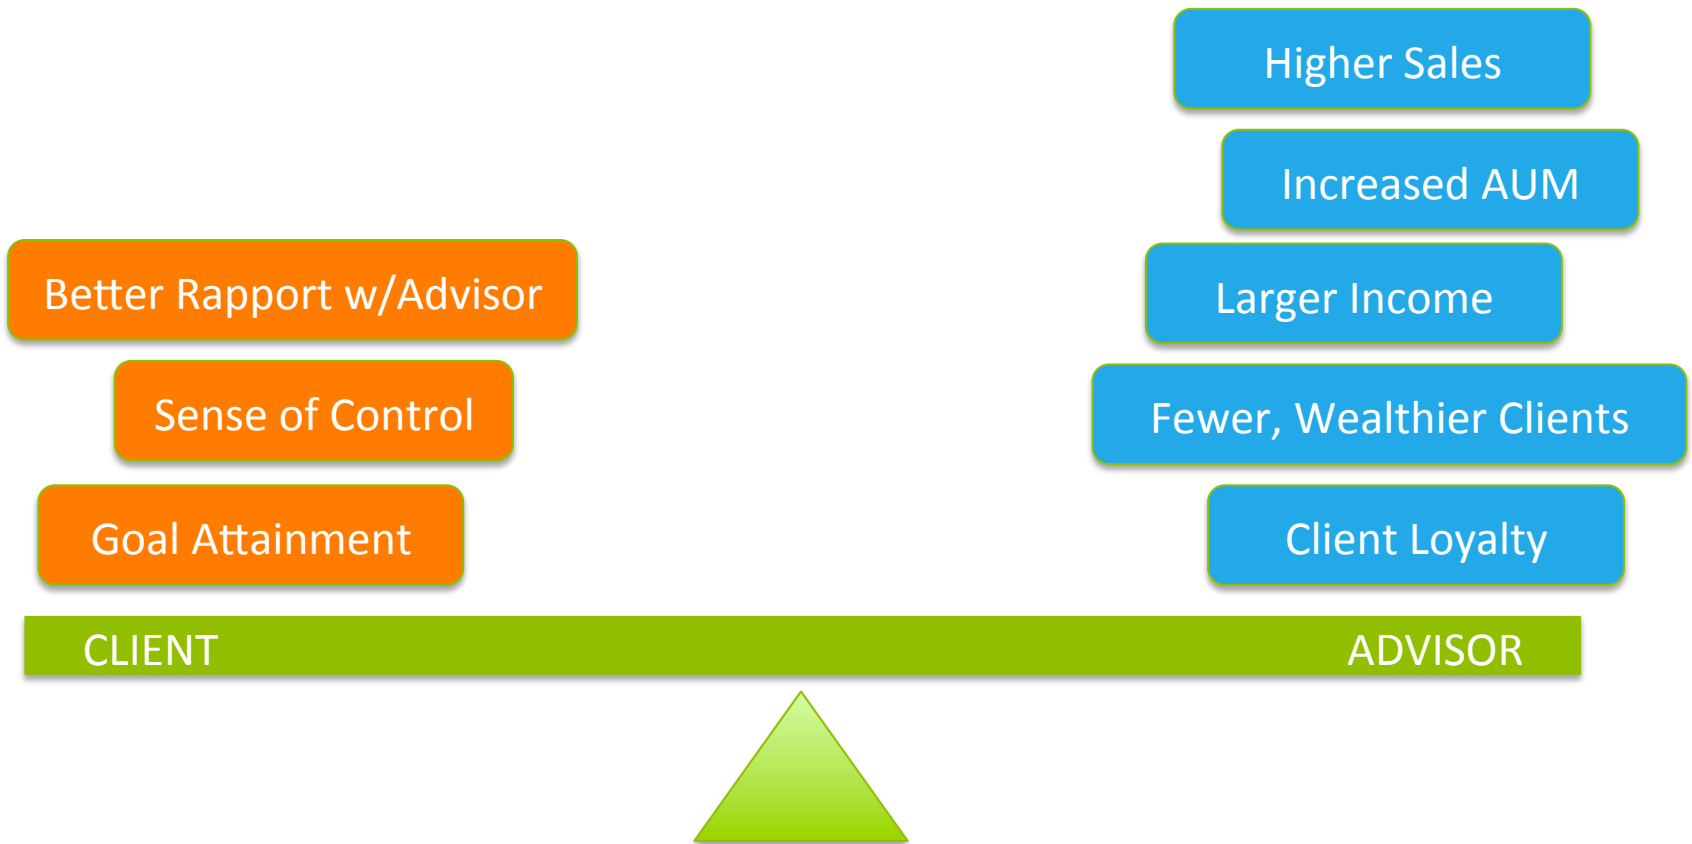 Higher Sales
Increased AUM
Larger Income
Fewer, Wealthier Clients
Client Loyalty
Better Rapport w/Advisor
Sense of Control
Goal Attainment
CLIENT
ADVISOR